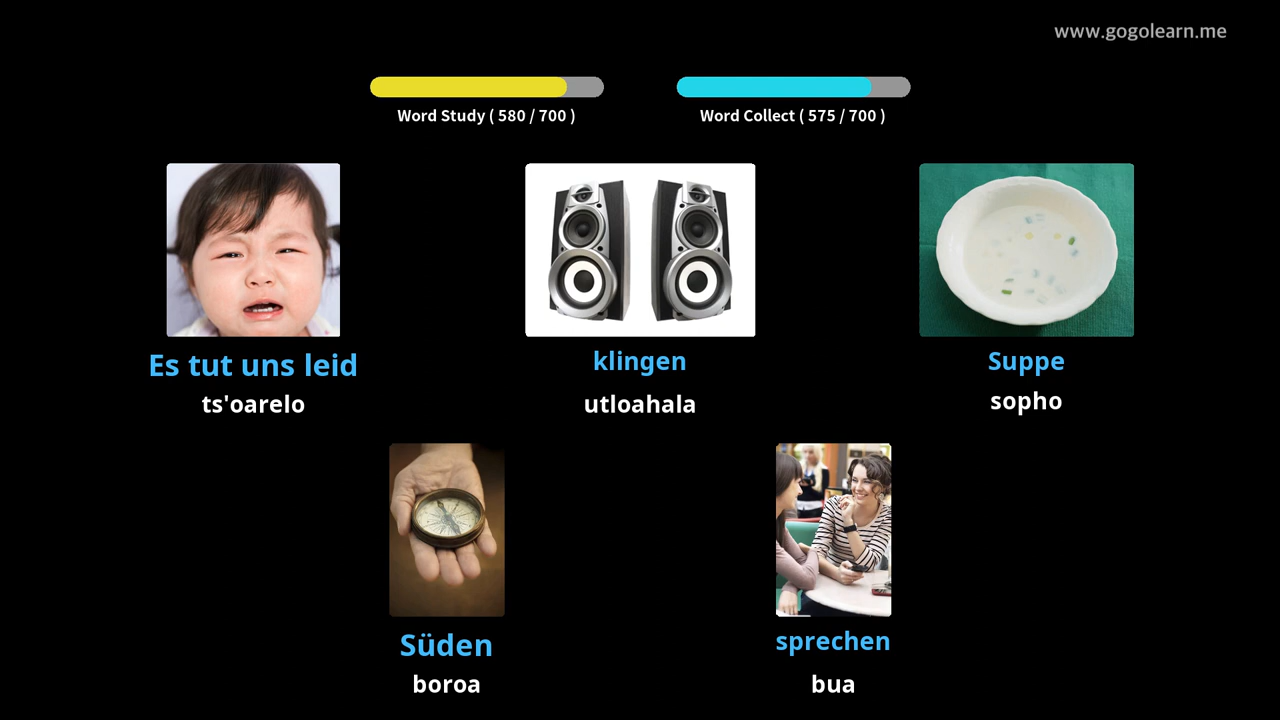 www.gogolearn.me
Word Study ( 580 / 700 )
Word Collect ( 575 / 700 )
Es tut uns leid
ts'oarelo
klingen
utloahala
Suppe
sopho
Süden
boroa
sprechen
bua